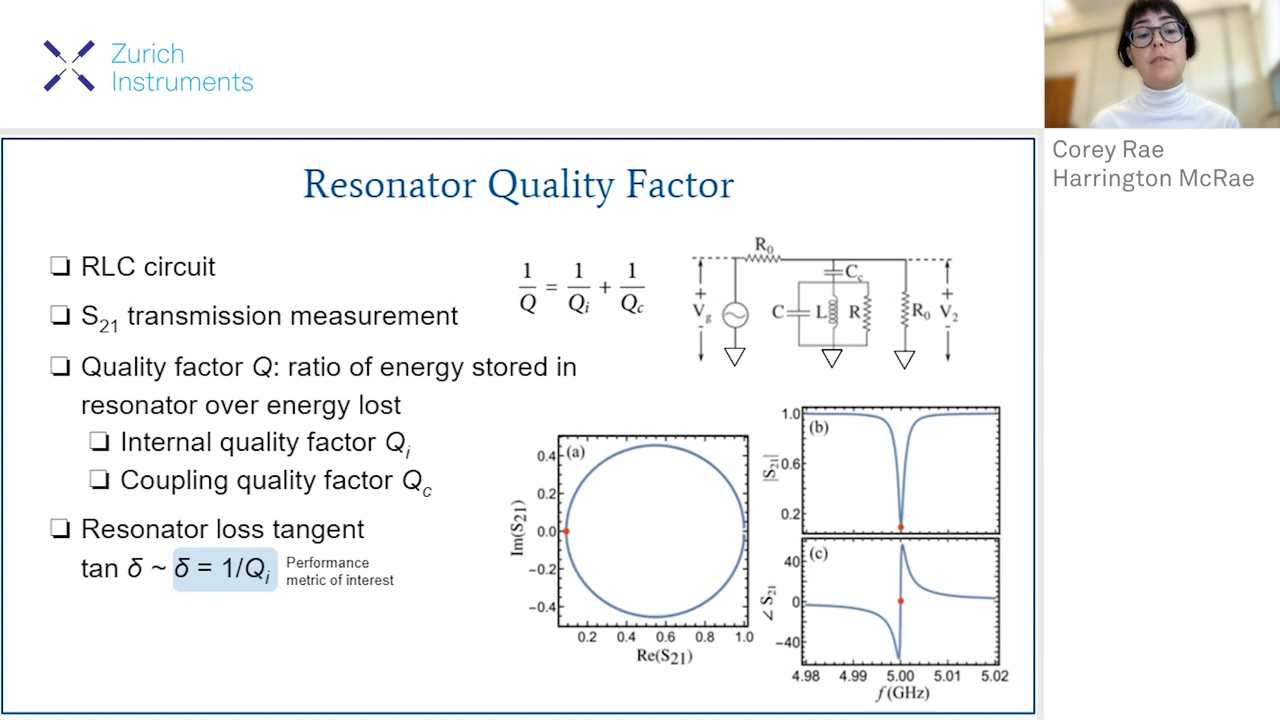 Zurich
Instruments
Corey Rae
Harrington McRae
Resonator Quality Factor
❏ RLC circuit
❏ S21 transmission measurement
❏ Quality factor Q: ratio of energy stored in
resonator over energy lost
❏ Internal quality factor Qi
❏ Coupling quality factor Qc
❏ Resonator loss tangent
tan δ ~ δ = 1/Qi
Performance
metric of interest
1/Q = 1/Qi + 1/Qc
R0
Cc
+ Vg -
C L R
R0
+ V2 -
(a)
0.4
0.2
0.0
−0.2
−0.4
Im(S21)
0.2 0.4 0.6 0.8 1.0
Re(S21)
(b)
1.0
0.6
0.2
|S21|
(c)
40
0
−40
∠ S21
4.98 4.99 5.00 5.01 5.02
f (GHz)